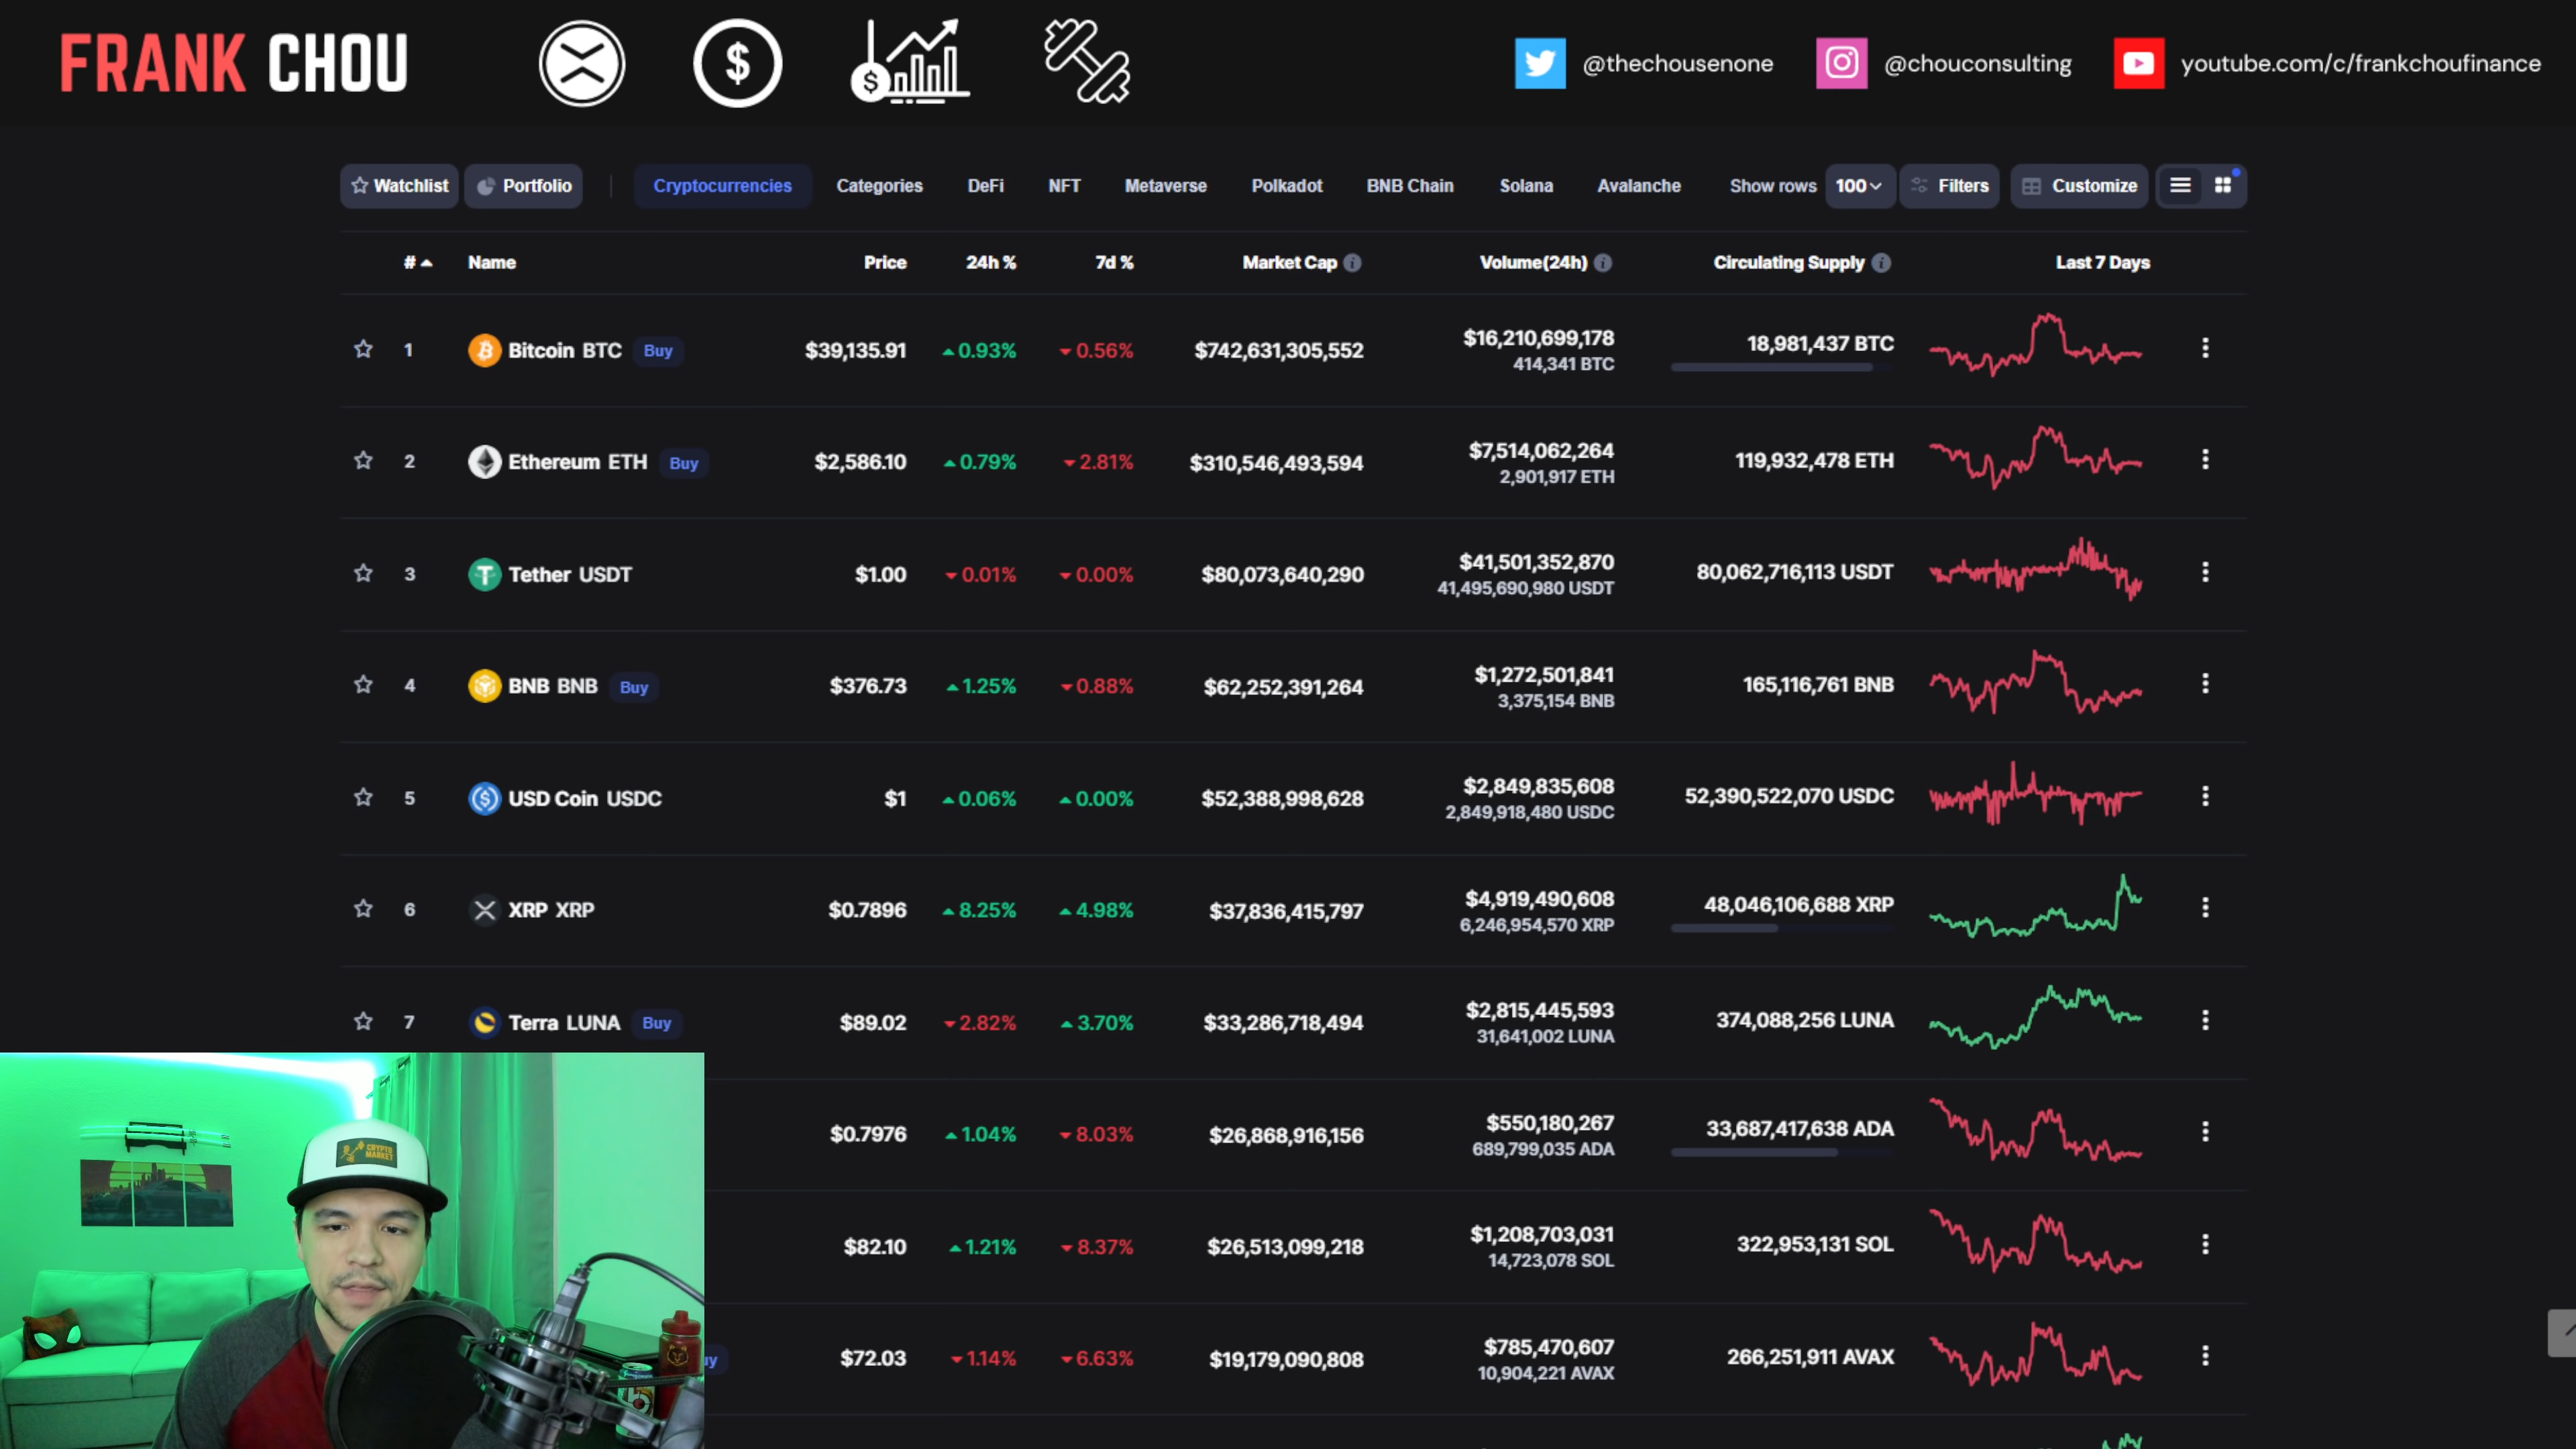 FRANK CHOU
@thechousenone
@chouconsulting
youtube.com/c/frankchoufinance
Watchlist Portfolio Cryptocurrencies Categories DeFi NFT Metaverse Polkadot BNB Chain Solana Avalanche Show rows 100 Filters Customize
# Name Price 24h % 7d % Market Cap Volume(24h) Circulating Supply Last 7 Days
1 Bitcoin BTC Buy $39,135.91 0.93% 0.56% $742,631,305,552 $16,210,699,178 18,981,437 BTC
414,341 BTC
2 Ethereum ETH Buy $2,586.10 0.79% 2.81% $310,546,493,594 $7,514,062,264 119,932,478 ETH
2,901,917 ETH
3 Tether USDT $1.00 0.01% 0.00% $80,073,640,290 $41,501,352,870 80,062,716,113 USDT
41,495,690,980 USDT
4 BNB BNB Buy $376.73 1.25% 0.88% $62,252,391,264 $1,272,501,841 165,116,761 BNB
3,375,154 BNB
5 USD Coin USDC $1 0.06% 0.00% $52,388,998,628 $2,849,835,608 52,390,522,070 USDC
2,849,918,480 USDC
6 XRP XRP $0.7896 8.25% 4.98% $37,836,415,797 $4,919,490,608 48,046,106,688 XRP
6,246,954,570 XRP
7 Terra LUNA Buy $89.02 2.82% 3.70% $33,286,718,494 $2,815,445,593 374,088,256 LUNA
31,641,002 LUNA
$0.7976 1.04% 8.03% $26,868,916,156 $550,180,267 33,687,417,638 ADA
689,799,035 ADA
$82.10 1.21% 8.37% $26,513,099,218 $1,208,703,031 322,953,131 SOL
14,723,078 SOL
$72.03 1.14% 6.63% $19,179,090,808 $785,470,607 266,251,911 AVAX
10,904,221 AVAX
CRYPTO
MARKET